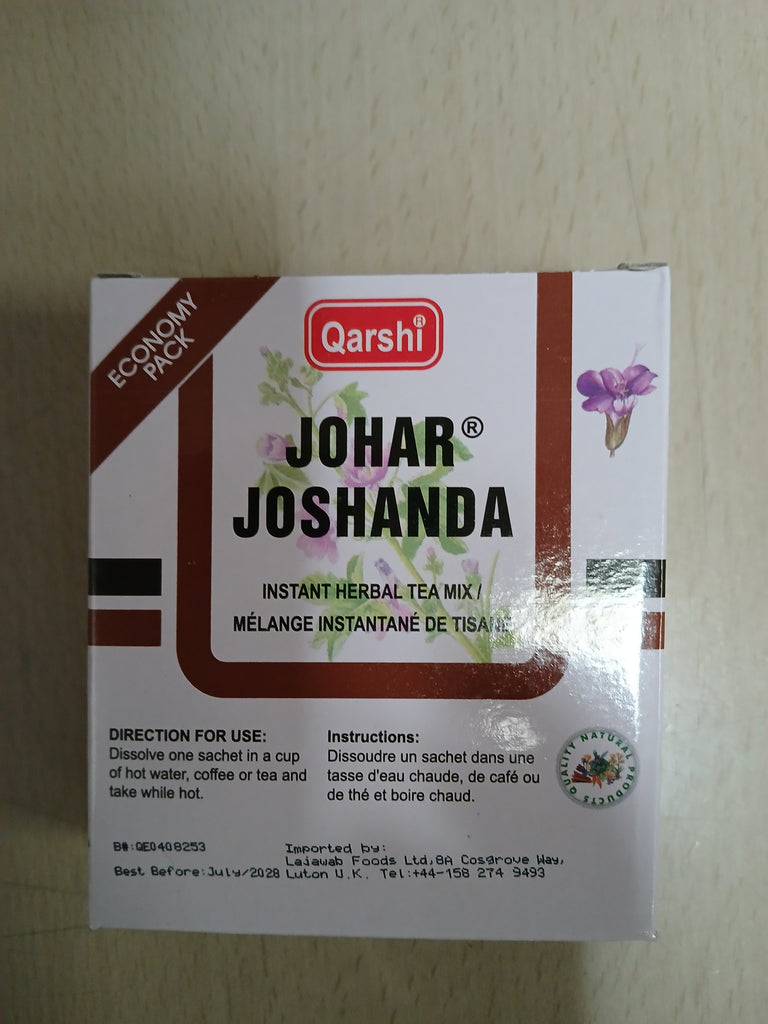 ECONOMY
PACK
Qarshi®
JOHAR®
JOSHANDA
INSTANT HERBAL TEA MIX /
MÉLANGE INSTANTANÉ DE TISANE
DIRECTION FOR USE:
Dissolve one sachet in a cup
of hot water, coffee or tea and
take while hot.
Instructions:
Dissoudre un sachet dans une
tasse d'eau chaude, de café ou
de thé et boire chaud.
QUALITY NATURAL PRODUCTS
B#:QE0408253
Best Before:July/2028
Imported by:
Lajawab Foods Ltd,8A Cosgrove Way,
Luton U.K. Tel:+44-158 274 9493